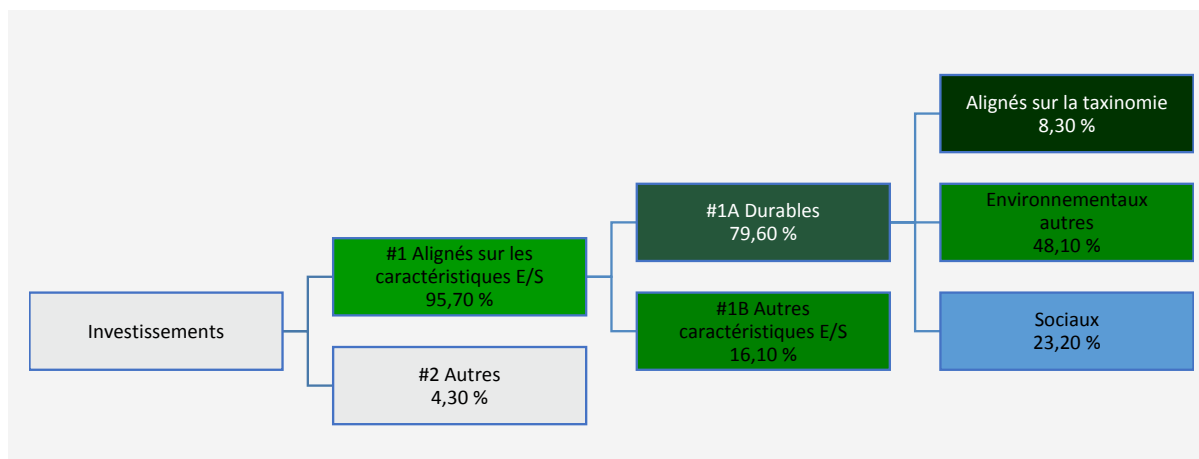 Investissements
#1 Alignés sur les
caractéristiques E/S
95,70 %
#2 Autres
4,30 %
#1A Durables
79,60 %
#1B Autres
caractéristiques E/S
16,10 %
Alignés sur la taxinomie
8,30 %
Environnementaux
autres
48,10 %
Sociaux
23,20 %